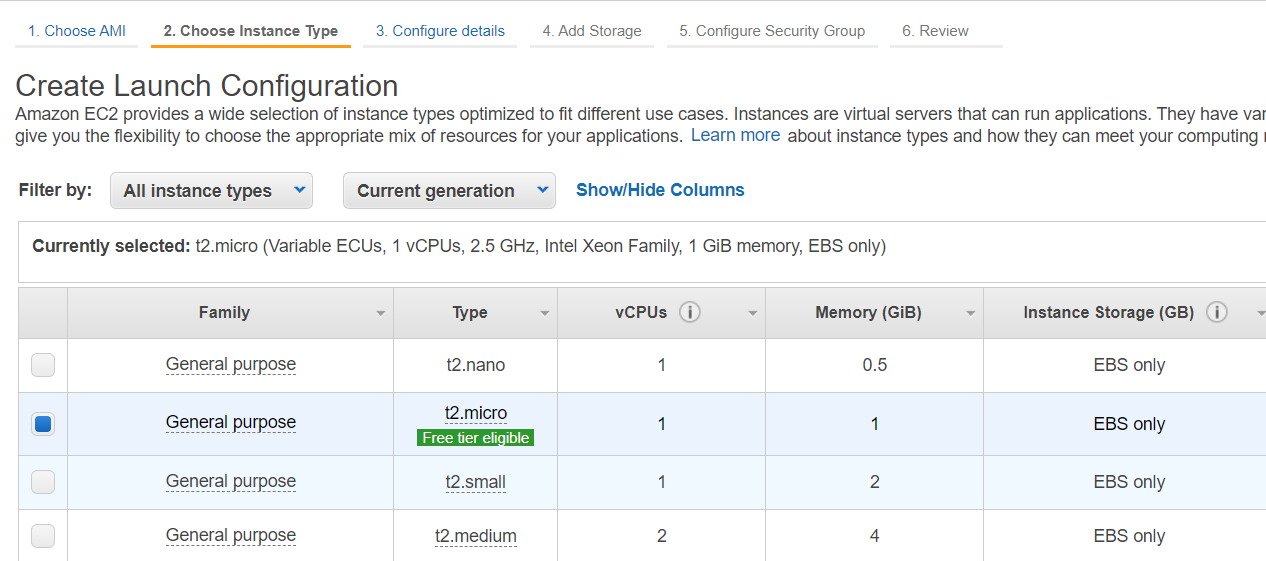 1. Choose AMI 2. Choose Instance Type 3. Configure details 4. Add Storage 5. Configure Security Group 6. Review
Create Launch Configuration
Amazon EC2 provides a wide selection of instance types optimized to fit different use cases. Instances are virtual servers that can run applications. They have
give you the flexibility to choose the appropriate mix of resources for your applications. Learn more about instance types and how they can meet your computing
Filter by: All instance types Current generation Show/Hide Columns
Currently selected: t2.micro (Variable ECUs, 1 vCPUs, 2.5 GHz, Intel Xeon Family, 1 GiB memory, EBS only)
Family Type vCPUs i Memory (GiB) Instance Storage (GB) i
General purpose t2.nano 1 0.5 EBS only
General purpose t2.micro 1 1 EBS only
Free tier eligible
General purpose t2.small 1 2 EBS only
General purpose t2.medium 2 4 EBS only